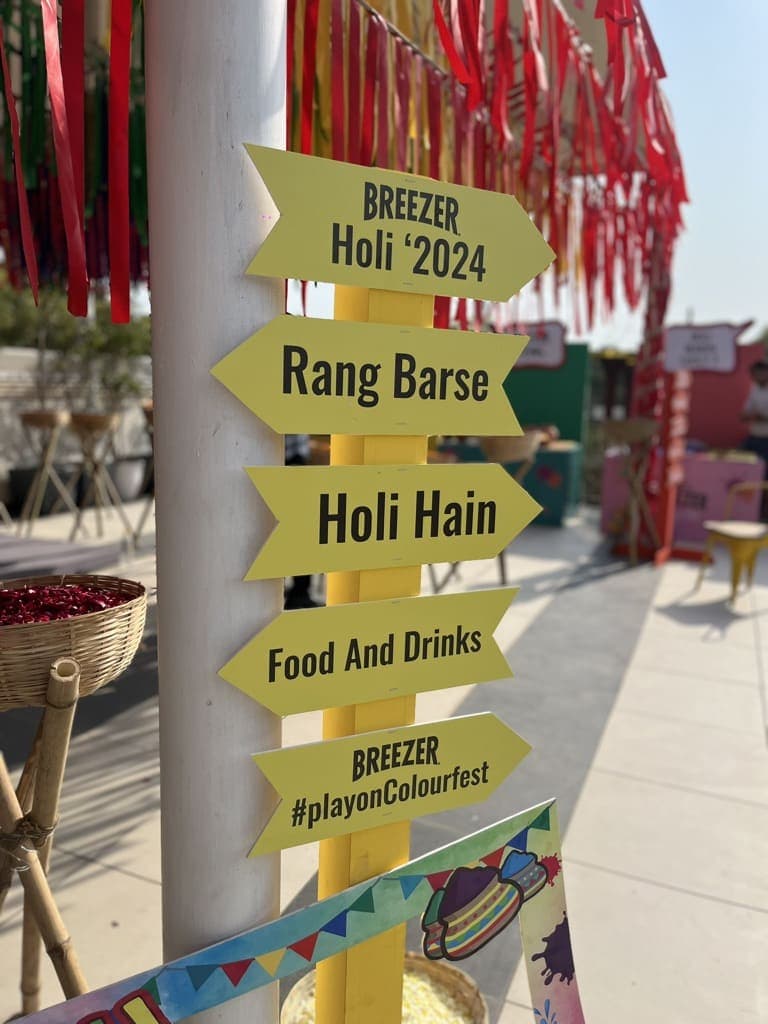 BREEZER
Holi ‘2024
Rang Barse
Holi Hain
Food And Drinks
BREEZER
#playonColourfest